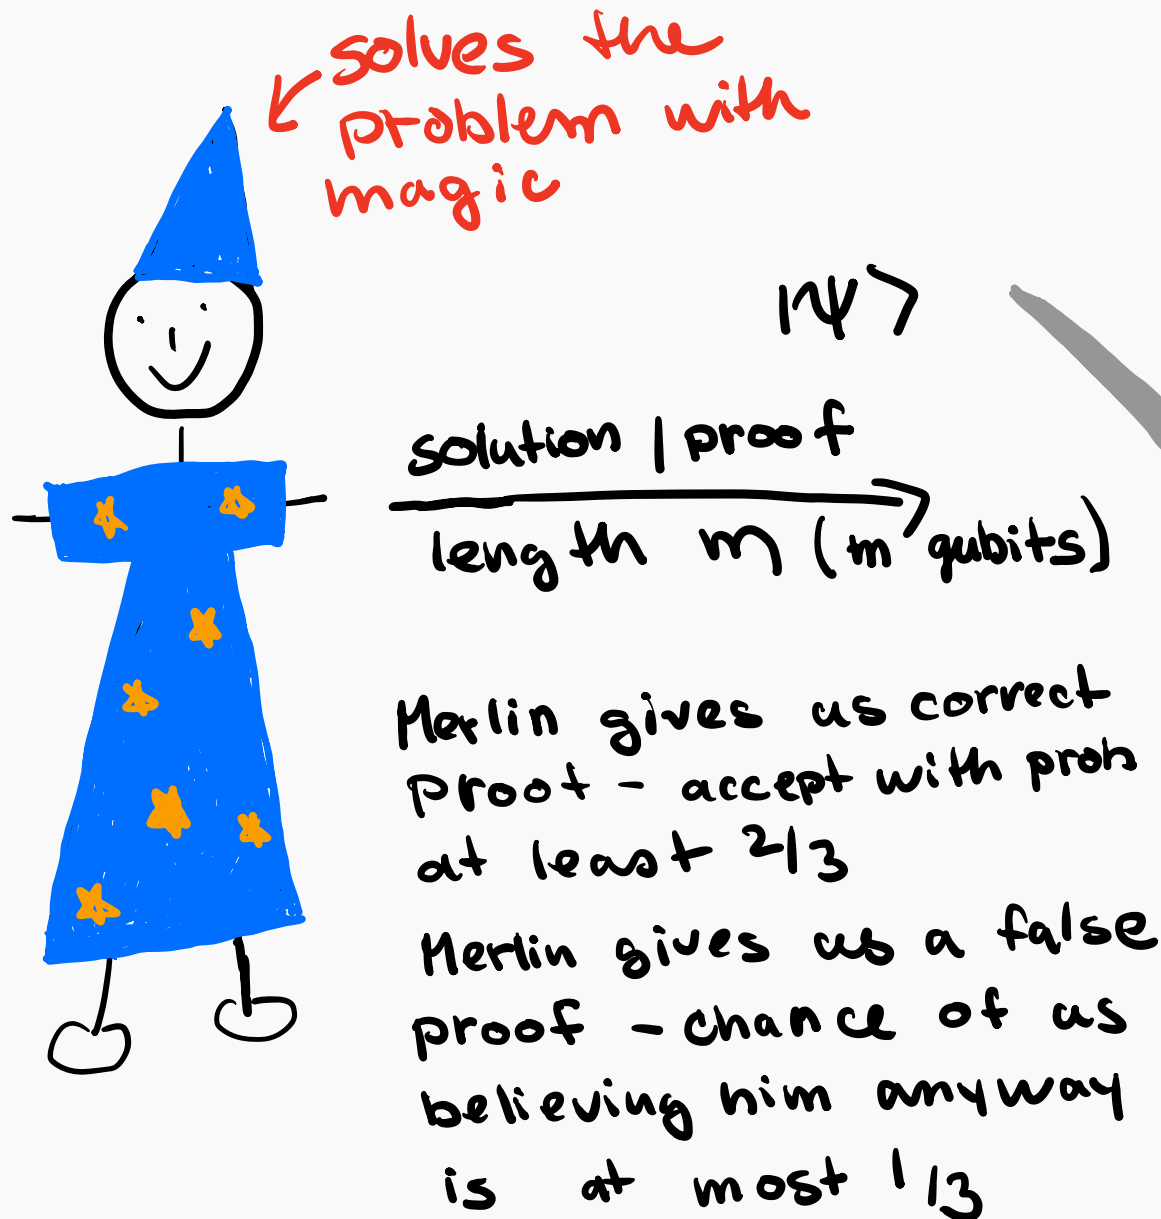 solves the
problem with
magic
|ψ>
solution | proof
length m (m qubits)
Merlin gives us correct
proof - accept with prob
at least 2/3
Merlin gives us a false
proof - chance of us
believing him anyway
is at most 1/3